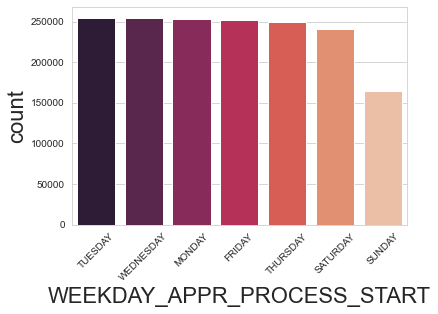 count
250000
200000
150000
100000
50000
0
TUESDAY
WEDNESDAY
MONDAY
FRIDAY
THURSDAY
SATURDAY
SUNDAY
WEEKDAY_APPR_PROCESS_START